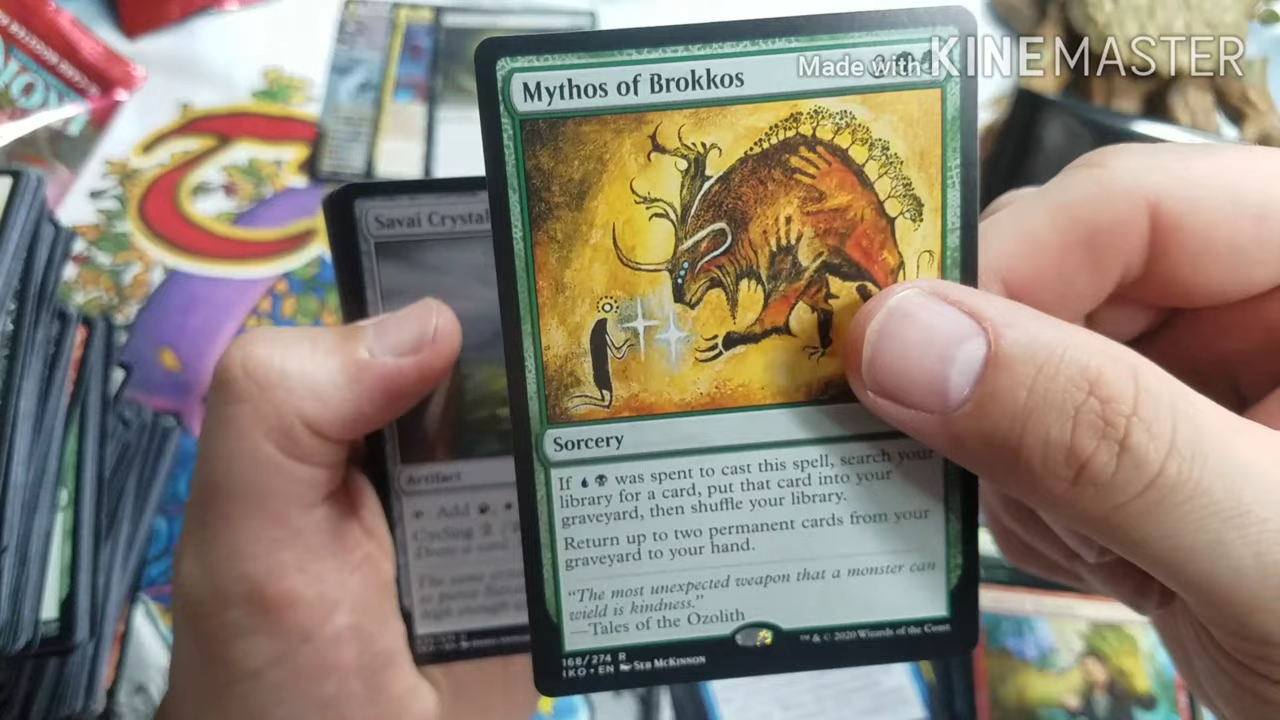 Made with KINEMASTER
Mythos of Brokkos
Savai Crystal
Sorcery
If was spent to cast this spell, search your
library for a card, put that card into your
graveyard, then shuffle your library.
Return up to two permanent cards from your
graveyard to your hand.
"The most unexpected weapon that a monster can
wield is kindness."
—Tales of the Ozolith
168/274 R
IKO • EN Seb McKinnon
™ & © 2020 Wizards of the Coast
Artifact
Add
Cycling 2